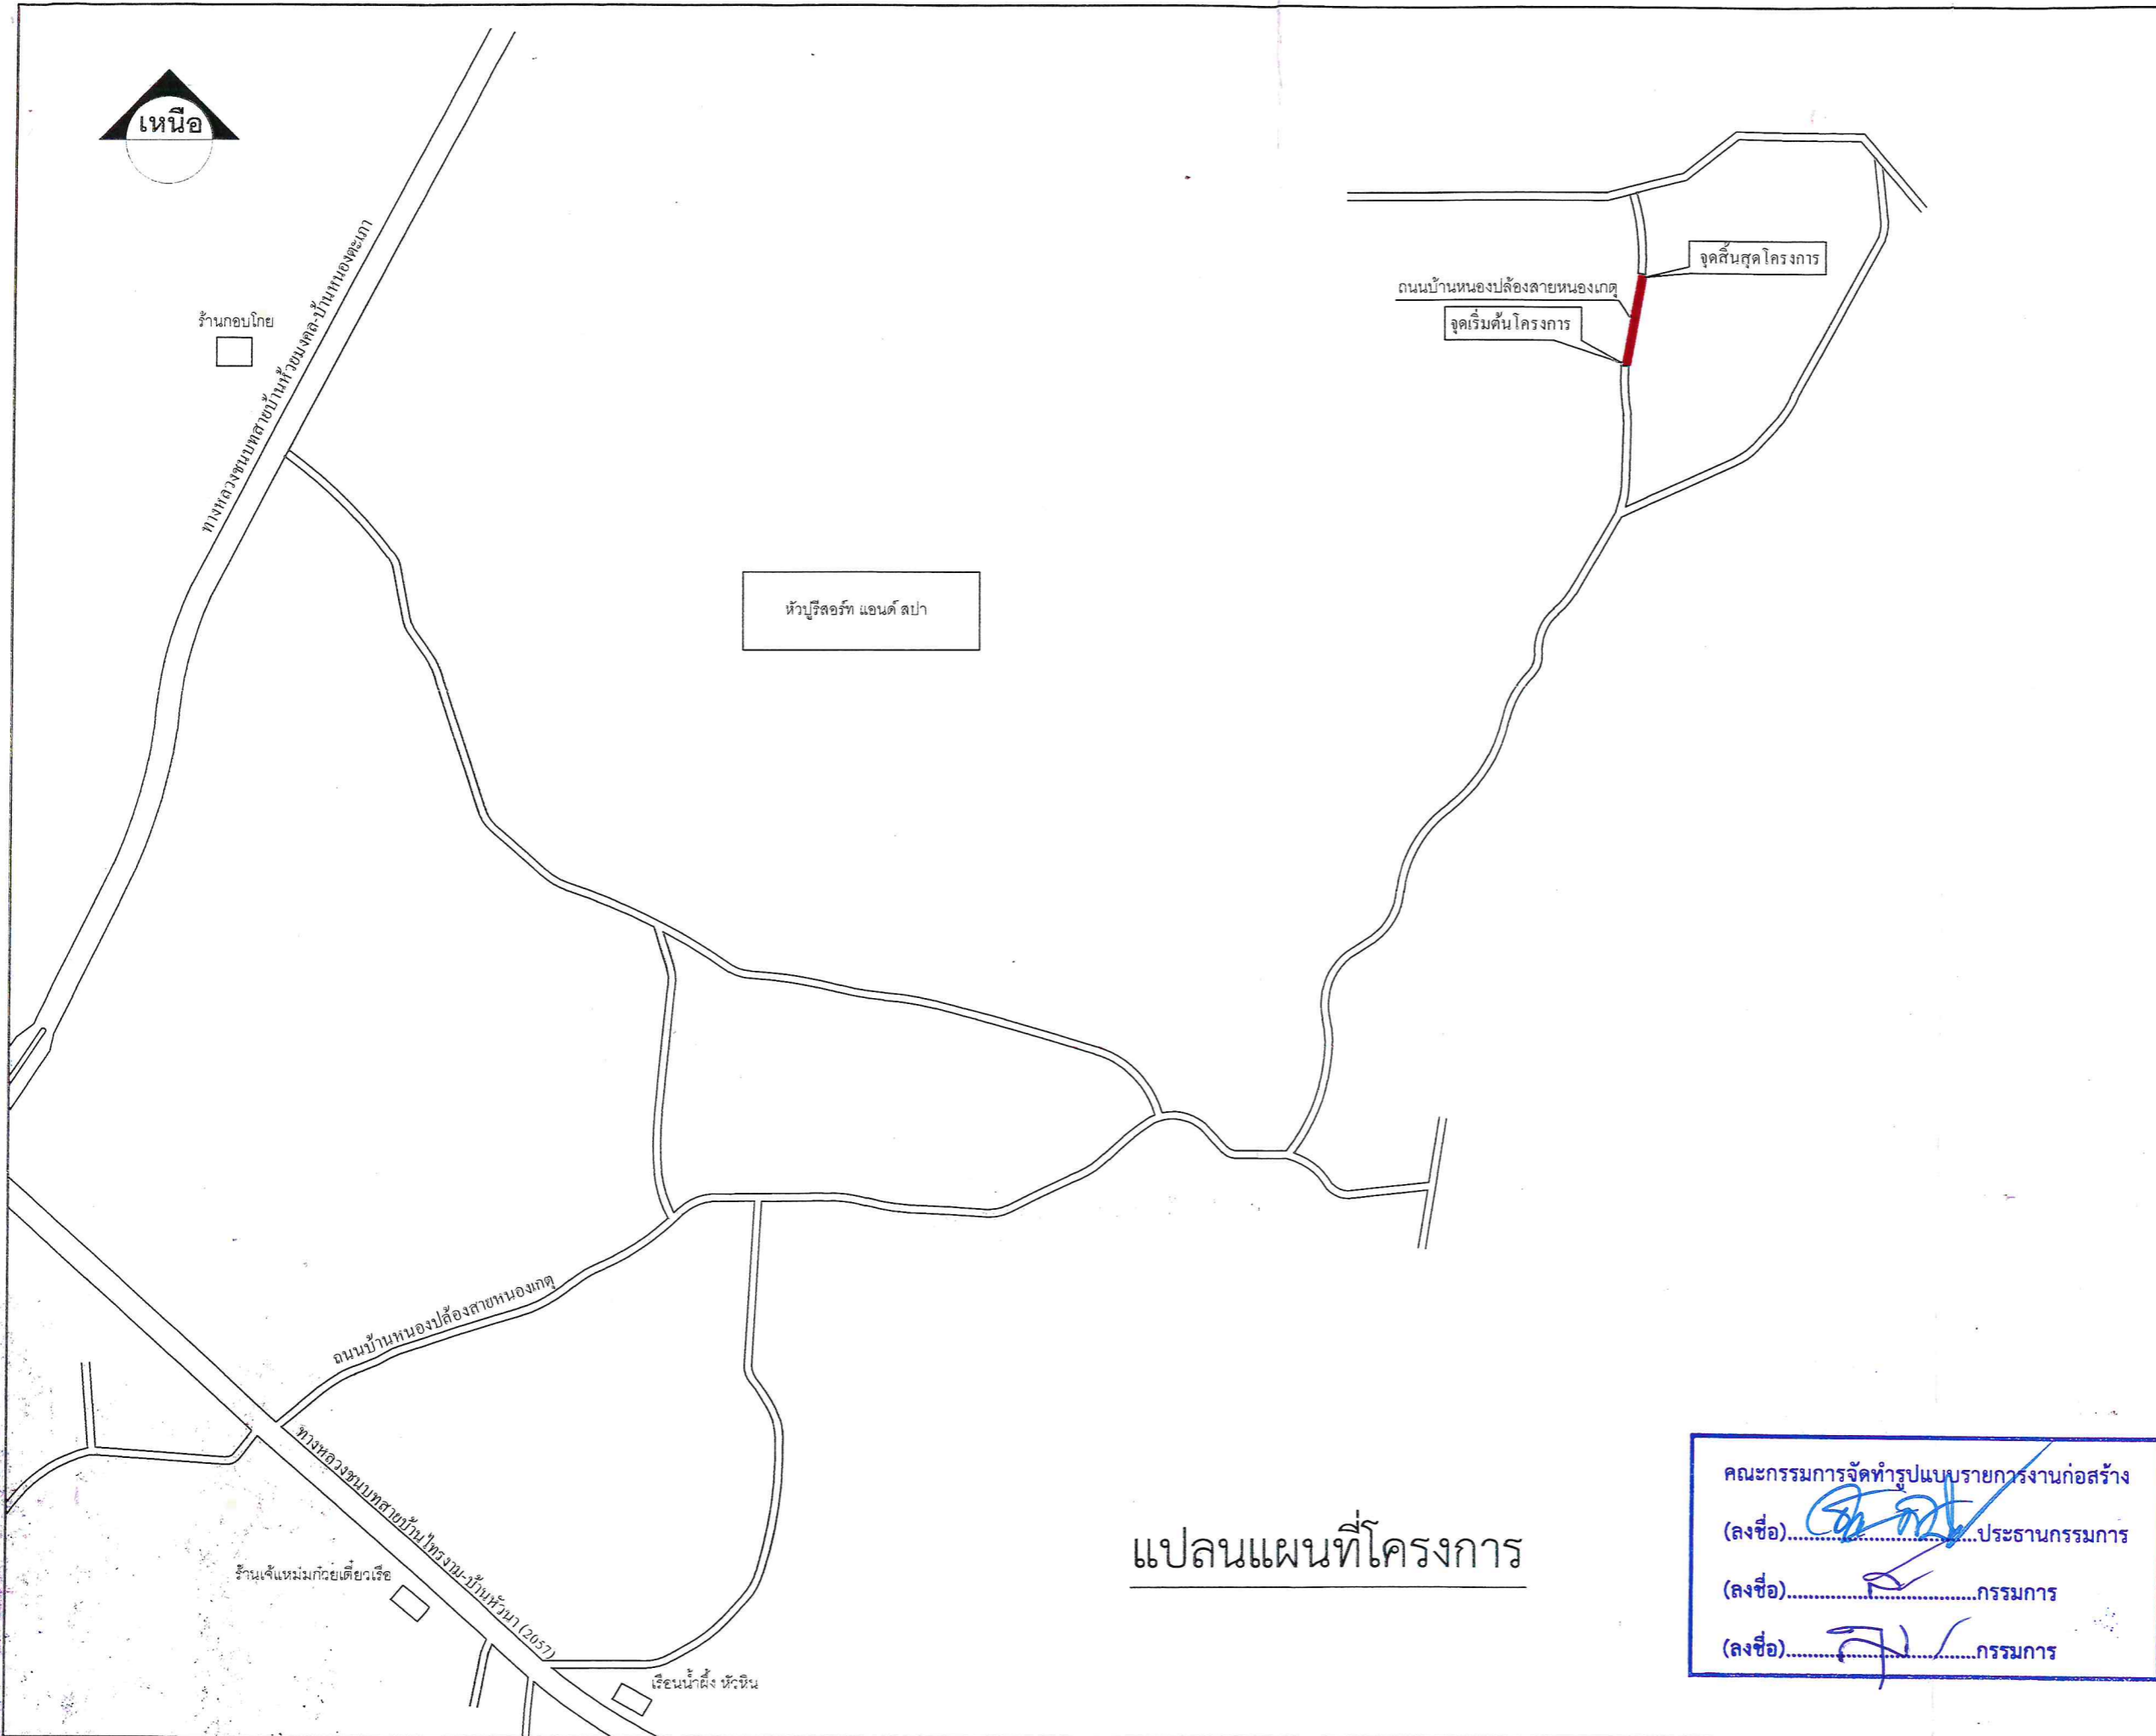 เหนือ
ทางหลวงชนบทสายบ้านห้วยมงคล-บ้านหนองตะเภา
ร้านกอบโกย
จุดสิ้นสุดโครงการ
ถนนบ้านหนองปล้องสายหนองเกตุ
จุดเริ่มต้นโครงการ
หัวปูรีสอร์ท แอนด์ สปา
ถนนบ้านหนองปล้องสายหนองเกตุ
ทางหลวงชนบทสายบ้านไทรงาม-บ้านหัวนา (2057)
ร้านเจ้แหม่มก๋วยเตี๋ยวเรือ
เรือนน้ำผึ้ง หัวหิน
แปลนแผนที่โครงการ
คณะกรรมการจัดทำรูปแบบรายการงานก่อสร้าง
(ลงชื่อ)..............................ประธานกรรมการ
(ลงชื่อ)..............................กรรมการ
(ลงชื่อ)..............................กรรมการ